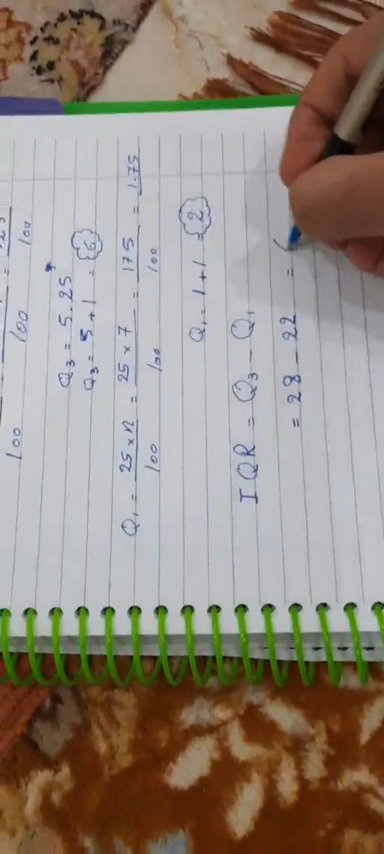 100 100 100
Q₃ = 5.25
Q₃ = 5 + 1 = 6
Q₁ = 25 × n / 100 = 25 × 7 / 100 = 175 / 100 = 1.75
Q₁ = 1 + 1 = 2
IQR = Q₃ − Q₁
= 28 − 22 =